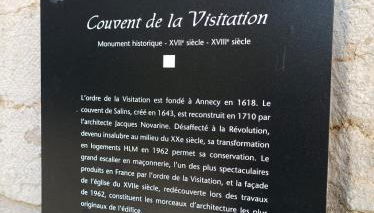 Couvent de la Visitation
Monument historique - XVIIe siècle - XVIIIe siècle
L'ordre de la Visitation est fondé à Annecy en 1618. Le
couvent de Salins, créé en 1643, est reconstruit en 1710 par
l'architecte Jacques Novarine. Désaffecté à la Révolution,
devenu insalubre au milieu du XXe siècle, sa transformation
en logements HLM en 1962 permet sa conservation. Le
grand escalier en maçonnerie, l'un des plus spectaculaires
produits en France par l'ordre de la Visitation, et la façade
de l'église du XVIIe siècle, redécouverte lors des travaux
de 1962, constituent les morceaux d'architecture les plus
originaux de l'édifice